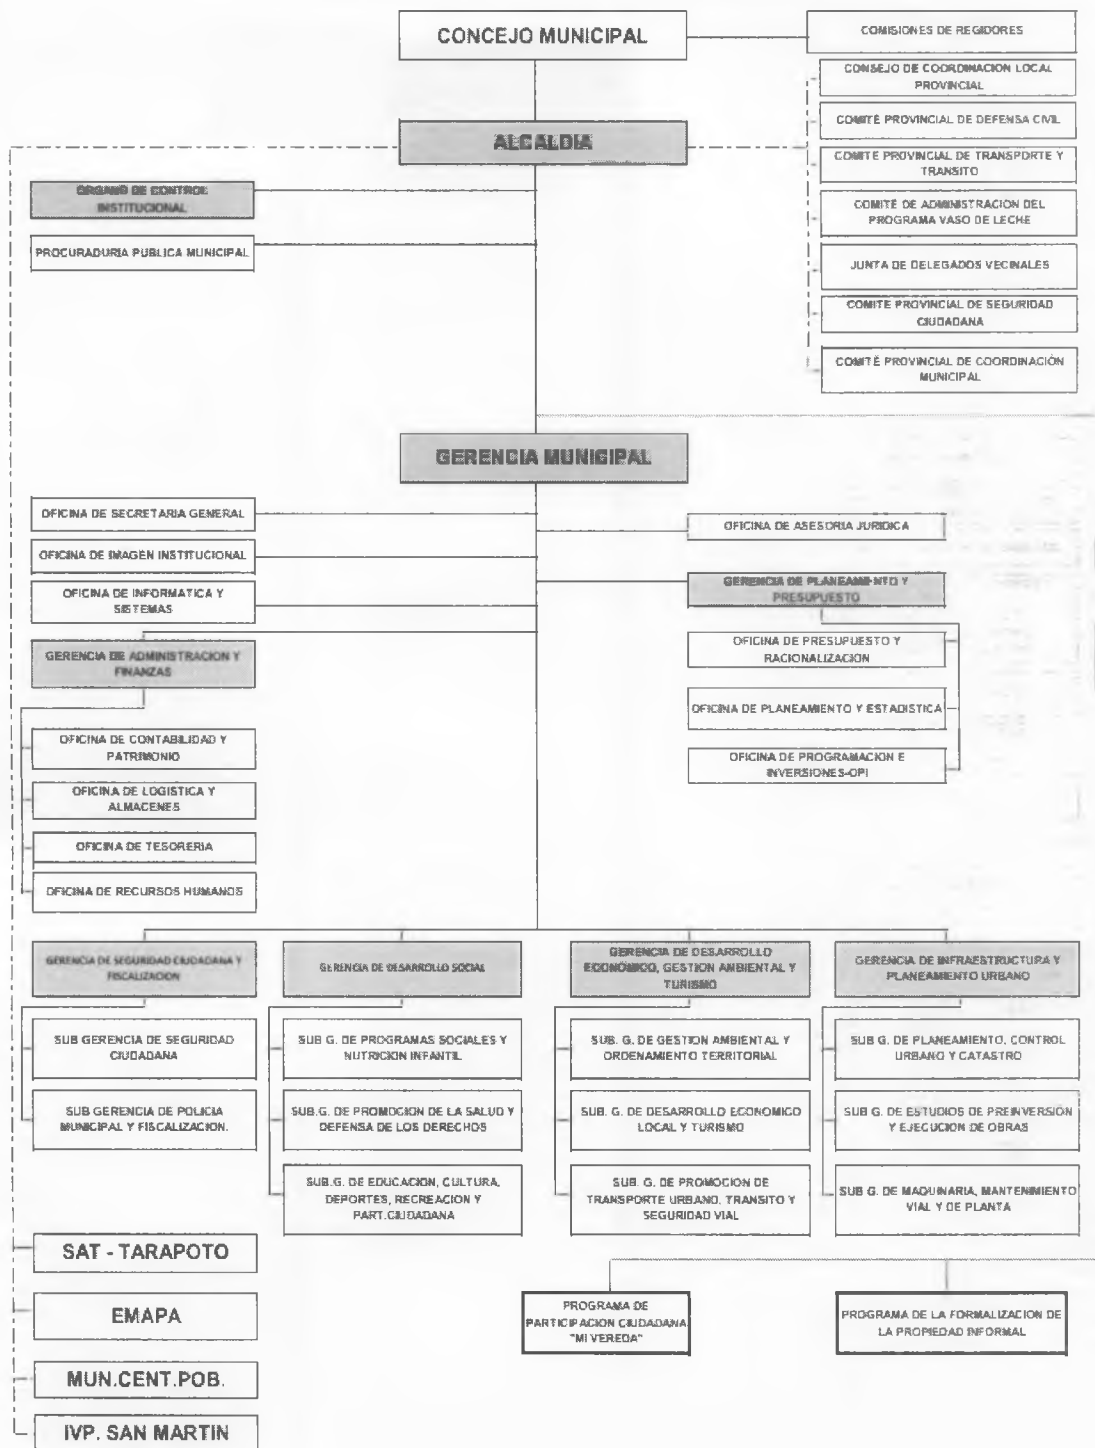 CONCEJO MUNICIPAL
COMISIONES DE REGIDORES
CONSEJO DE COORDINACION LOCAL
PROVINCIAL
COMITÉ PROVINCIAL DE DEFENSA CIVIL
ALCALDIA
COMITÉ PROVINCIAL DE TRANSPORTE Y
TRANSITO
ORGANO DE CONTROL
INSTITUCIONAL
COMITÉ DE ADMINISTRACION DEL
PROGRAMA VASO DE LECHE
PROCURADURIA PUBLICA MUNICIPAL
JUNTA DE DELEGADOS VECINALES
COMITÉ PROVINCIAL DE SEGURIDAD
CIUDADANA
COMITÉ PROVINCIAL DE COORDINACIÓN
MUNICIPAL
GERENCIA MUNICIPAL
OFICINA DE SECRETARIA GENERAL
OFICINA DE ASESORIA JURIDICA
OFICINA DE IMAGEN INSTITUCIONAL
OFICINA DE INFORMATICA Y
SISTEMAS
GERENCIA DE PLANEAMIENTO Y
PRESUPUESTO
GERENCIA DE ADMINISTRACION Y
FINANZAS
OFICINA DE PRESUPUESTO Y
RACIONALIZACIÓN
OFICINA DE PLANEAMIENTO Y ESTADISTICA
OFICINA DE CONTABILIDAD Y
PATRIMONIO
OFICINA DE PROGRAMACION E
INVERSIONES-OPI
OFICINA DE LOGISTICA Y
ALMACENES
OFICINA DE TESORERIA
OFICINA DE RECURSOS HUMANOS
GERENCIA DE SEGURIDAD CIUDADANA Y
FISCALIZACION
GERENCIA DE DESARROLLO SOCIAL
GERENCIA DE DESARROLLO
ECONOMICO, GESTION AMBIENTAL Y
TURISMO
GERENCIA DE INFRAESTRUCTURA Y
PLANEAMIENTO URBANO
SUB GERENCIA DE SEGURIDAD
CIUDADANA
SUB G. DE PROGRAMAS SOCIALES Y
NUTRICION INFANTIL
SUB. G. DE GESTION AMBIENTAL Y
ORDENAMIENTO TERRITORIAL
SUB G. DE PLANEAMIENTO, CONTROL
URBANO Y CATASTRO
SUB GERENCIA DE POLICIA
MUNICIPAL Y FISCALIZACION.
SUB.G. DE PROMOCION DE LA SALUD Y
DEFENSA DE LOS DERECHOS
SUB. G. DE DESARROLLO ECONOMICO
LOCAL Y TURISMO
SUB G. DE ESTUDIOS DE PREINVERSIÓN
Y EJECUCION DE OBRAS
SUB.G. DE EDUCACION, CULTURA,
DEPORTES, RECREACION Y
PART.CIUDADANA
SUB. G. DE PROMOCION DE
TRANSPORTE URBANO, TRANSITO Y
SEGURIDAD VIAL
SUB G. DE MAQUINARIA, MANTENIMIENTO
VIAL Y DE PLANTA
SAT - TARAPOTO
EMAPA
MUN.CENT.POB.
IVP. SAN MARTIN
PROGRAMA DE
PARTICIPACION CIUDADANA
"MI VEREDA"
PROGRAMA DE LA FORMALIZACION DE
LA PROPIEDAD INFORMAL